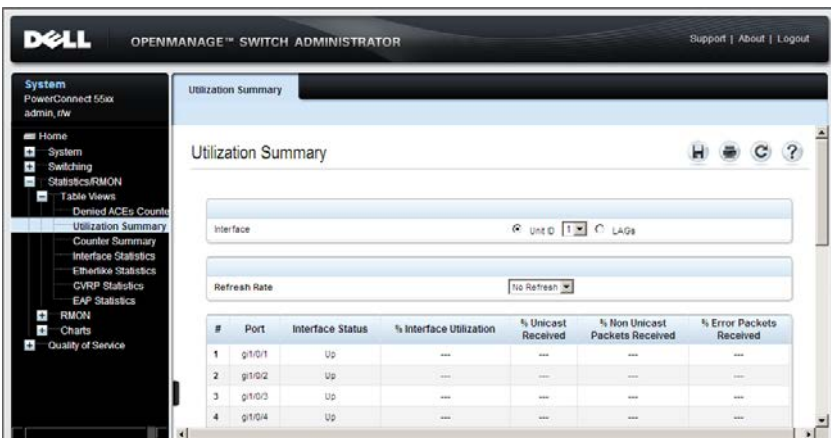 DELL
OPENMANAGE™ SWITCH ADMINISTRATOR
Support | About | Logout
System
PowerConnect 55xx
admin, r/w
Home
System
Switching
Statistics/RMON
Table Views
Denied ACEs Counte
Utilization Summary
Counter Summary
Interface Statistics
Etherlike Statistics
GVRP Statistics
EAP Statistics
RMON
Charts
Quality of Service
Utilization Summary
Utilization Summary
Interface Unit ID 1 LAGs
Refresh Rate No Refresh
# Port Interface Status % Interface Utilization % Unicast Received % Non Unicast Packets Received % Error Packets Received
1 gi1/0/1 Up --- --- --- ---
2 gi1/0/2 Up --- --- --- ---
3 gi1/0/3 Up --- --- --- ---
4 gi1/0/4 Up --- --- --- ---